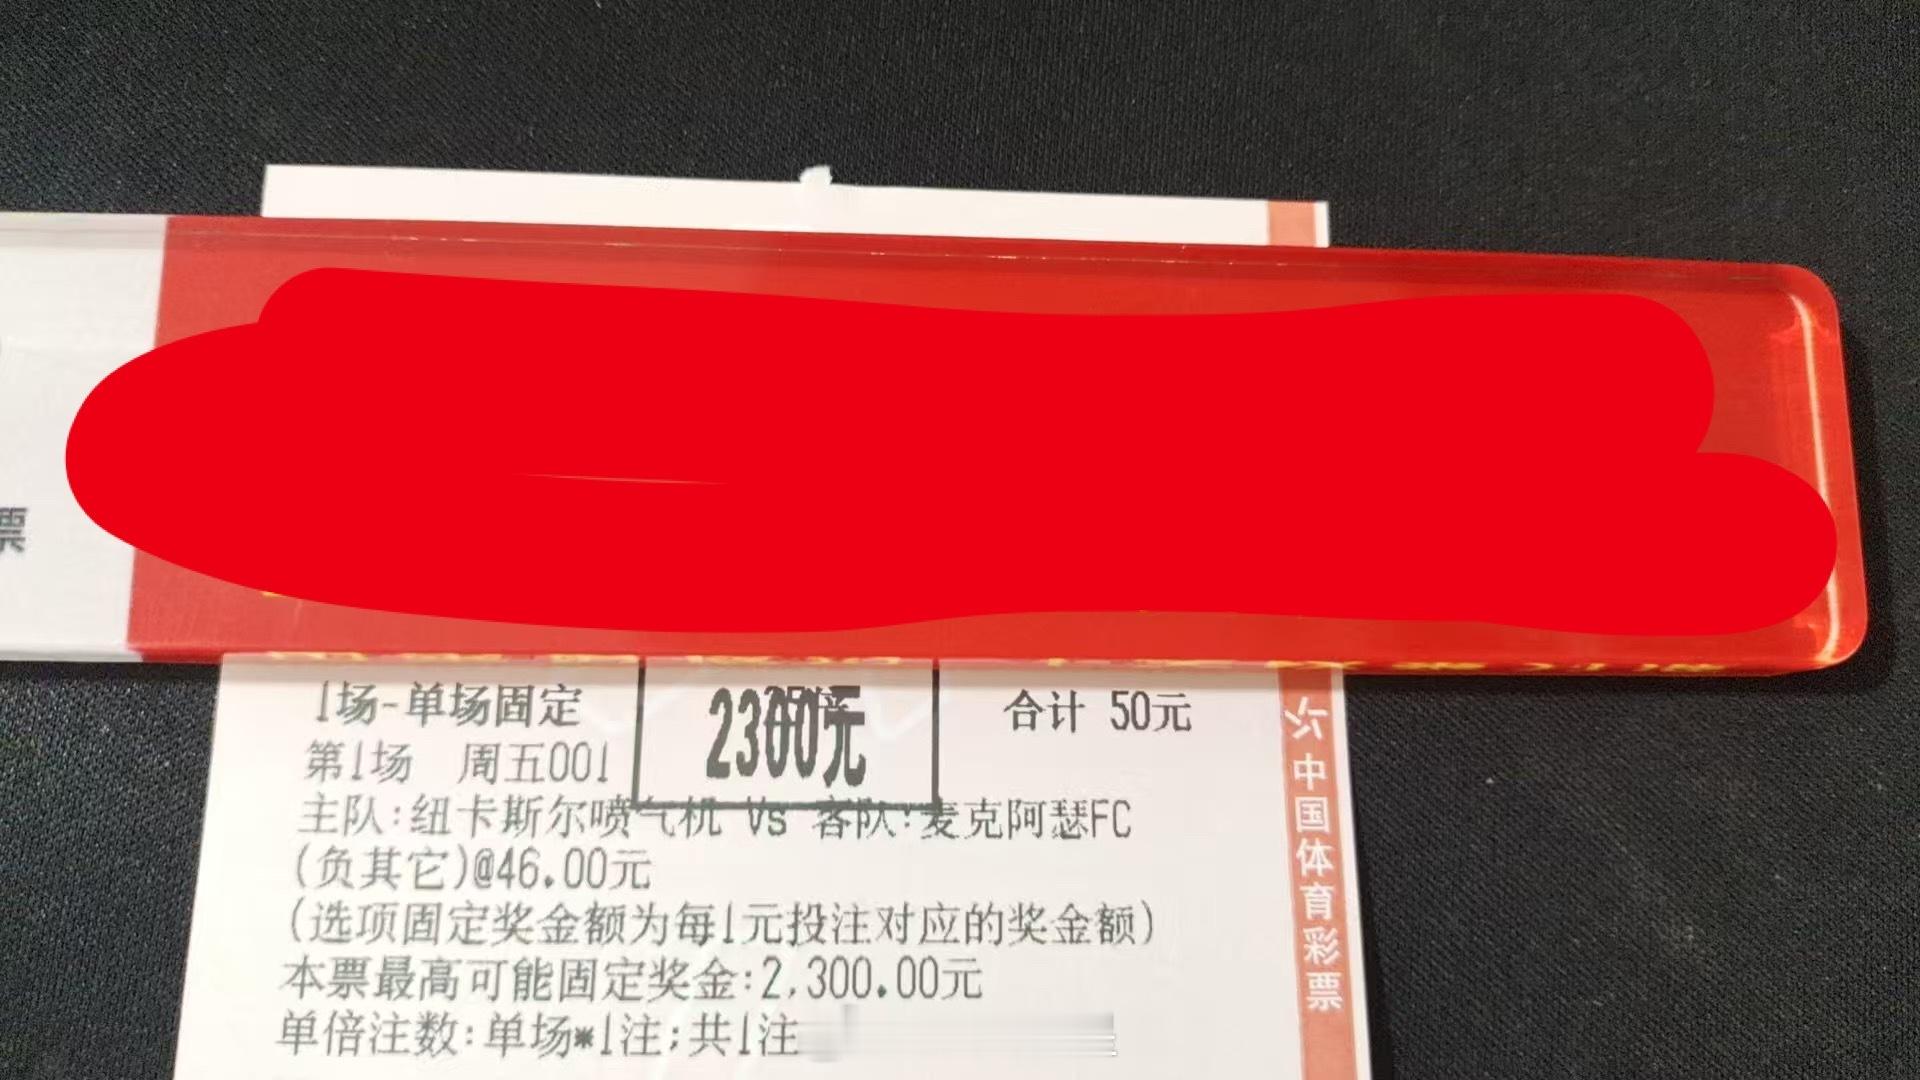 票
1场-单场固定
2300元
合计 50元
第1场 周五001
主队:纽卡斯尔喷气机 Vs 客队:麦克阿瑟FC
(负其它)@46.00元
(选项固定奖金额为每1元投注对应的奖金额)
本票最高可能固定奖金:2,300.00元
单倍注数:单场*1注;共1注
中国体育彩票